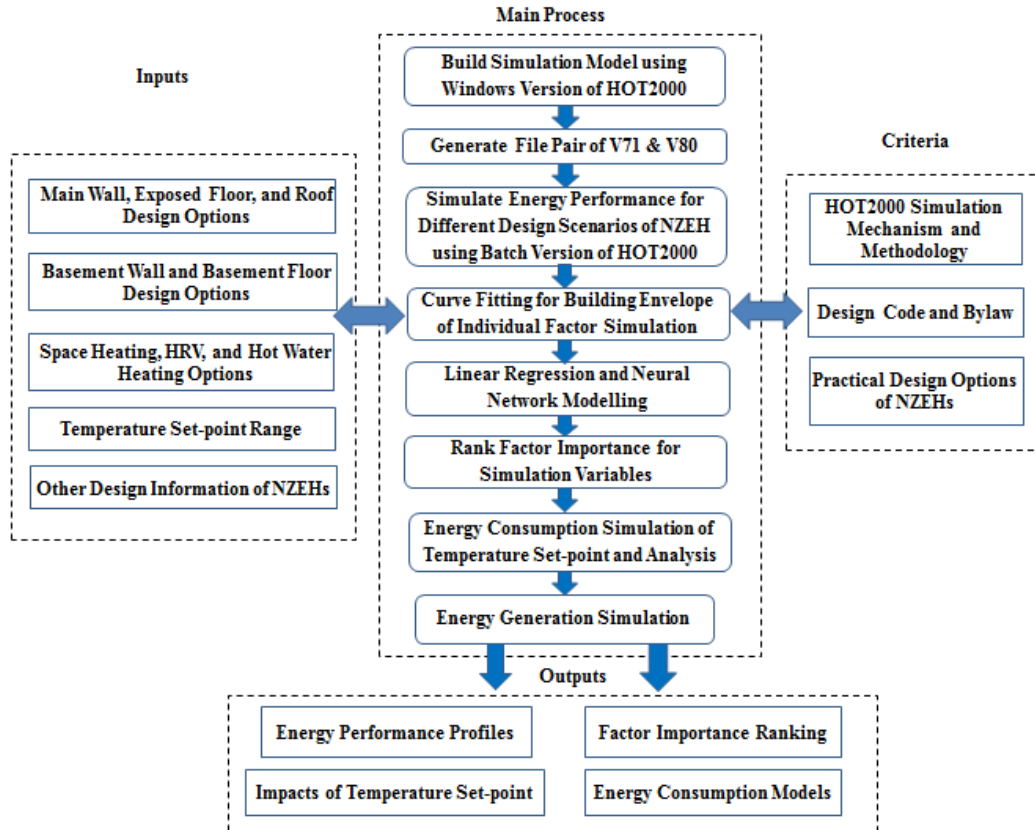 Main Process
Build Simulation Model using
Windows Version of HOT2000
Generate File Pair of V71 & V80
Simulate Energy Performance for
Different Design Scenarios of NZEH
using Batch Version of HOT2000
Curve Fitting for Building Envelope
of Individual Factor Simulation
Linear Regression and Neural
Network Modelling
Rank Factor Importance for
Simulation Variables
Energy Consumption Simulation of
Temperature Set-point and Analysis
Energy Generation Simulation
Inputs
Main Wall, Exposed Floor, and Roof
Design Options
Basement Wall and Basement Floor
Design Options
Space Heating, HRV, and Hot Water
Heating Options
Temperature Set-point Range
Other Design Information of NZEHs
Criteria
HOT2000 Simulation
Mechanism and
Methodology
Design Code and Bylaw
Practical Design Options
of NZEHs
Outputs
Energy Performance Profiles
Factor Importance Ranking
Impacts of Temperature Set-point
Energy Consumption Models